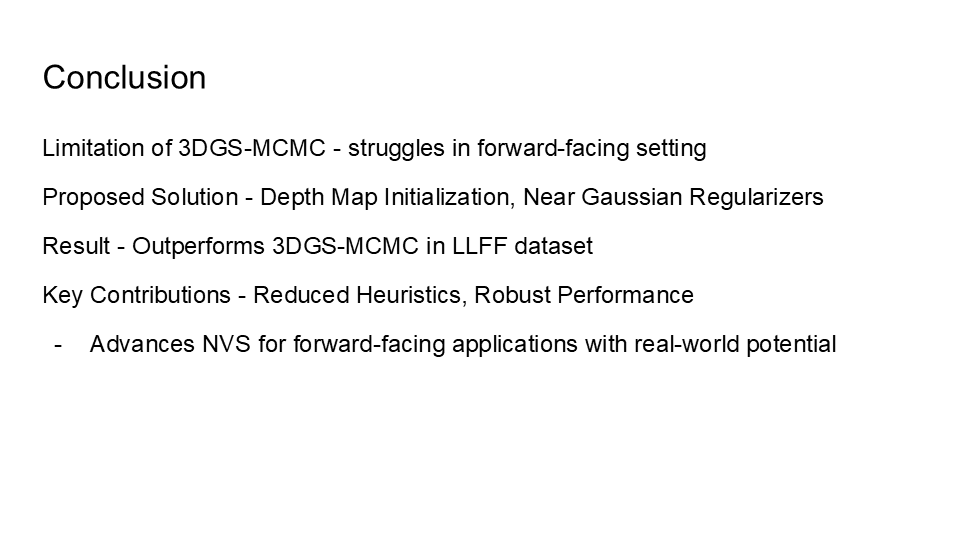 Conclusion
Limitation of 3DGS-MCMC - struggles in forward-facing setting
Proposed Solution - Depth Map Initialization, Near Gaussian Regularizers
Result - Outperforms 3DGS-MCMC in LLFF dataset
Key Contributions - Reduced Heuristics, Robust Performance
- Advances NVS for forward-facing applications with real-world potential